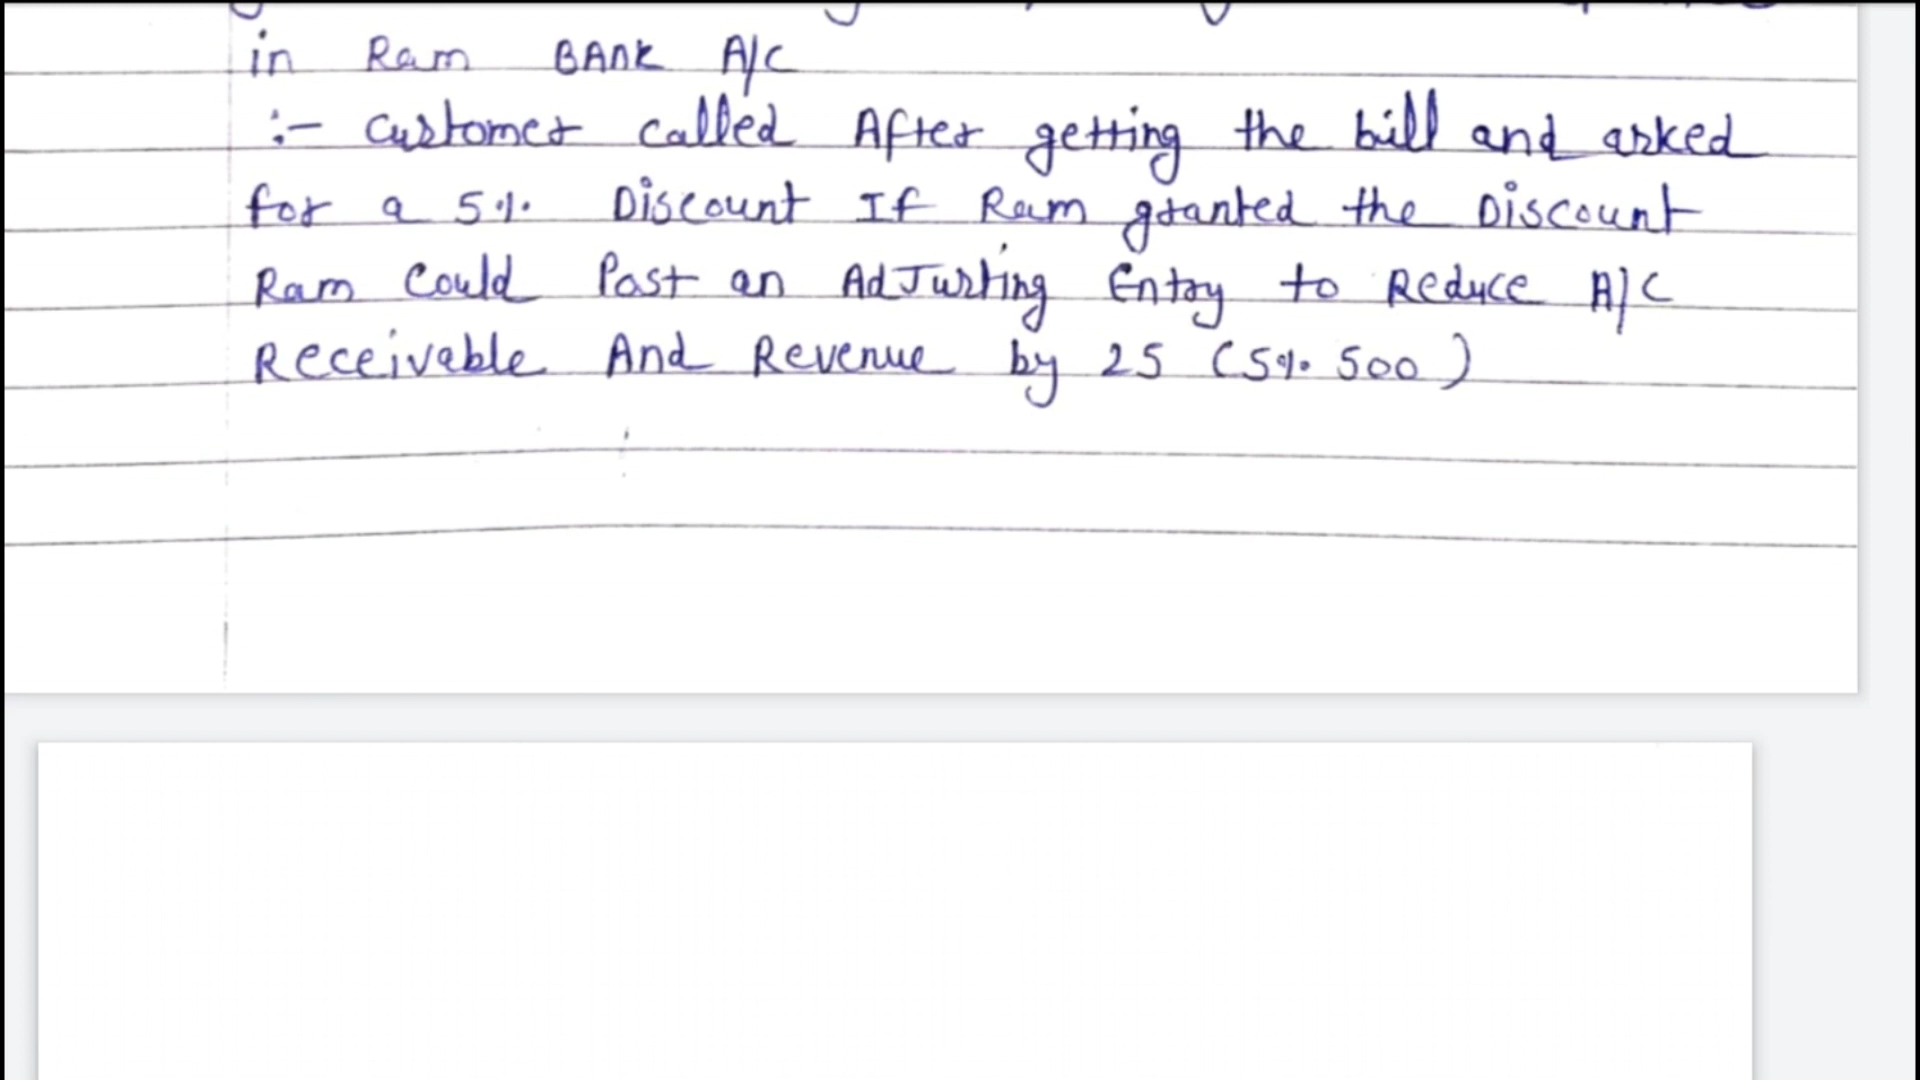 in Ram BANK A/C
:- Customer called After getting the bill and asked
for a 5% Discount If Ram granted the Discount
Ram Could Post an AdJusting Entry to Reduce A/C
Receivable And Revenue by 25 (5% 500)